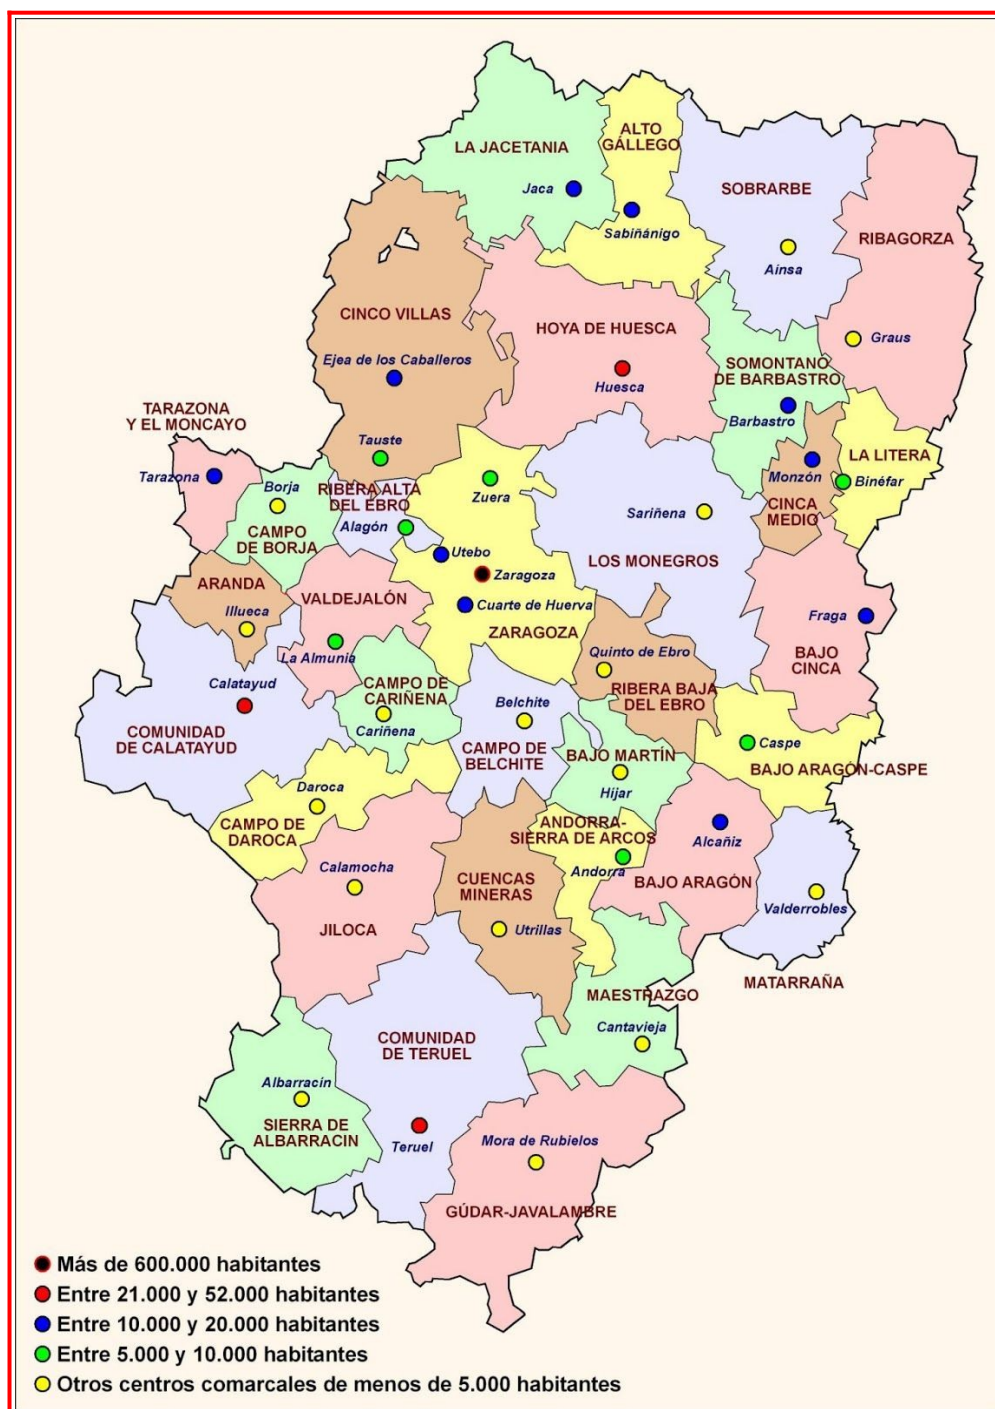 LA JACETANIA
Jaca
ALTO
GÁLLEGO
Sabiñánigo
SOBRARBE
Aínsa
RIBAGORZA
Graus
CINCO VILLAS
Ejea de los Caballeros
Tauste
HOYA DE HUESCA
Huesca
SOMONTANO
DE BARBASTRO
Barbastro
TARAZONA
Y EL MONCAYO
Tarazona
Borja
CAMPO
DE BORJA
RIBERA ALTA
DEL EBRO
Alagón
Zuera
Utebo
Zaragoza
Cuarte de Huerva
ZARAGOZA
Sariñena
LOS MONEGROS
Monzón
CINCA
MEDIO
LA LITERA
Binéfar
ARANDA
Illueca
VALDEJALÓN
La Almunia
Calatayud
COMUNIDAD
DE CALATAYUD
CAMPO DE
CARIÑENA
Cariñena
Belchite
CAMPO DE
BELCHITE
Quinto de Ebro
RIBERA BAJA
DEL EBRO
Fraga
BAJO
CINCA
Caspe
BAJO ARAGÓN-CASPE
BAJO MARTÍN
Híjar
Daroca
CAMPO DE
DAROCA
Calamocha
JILOCA
CUENCAS
MINERAS
Utrillas
ANDORRA-
SIERRA DE ARCOS
Andorra
Alcañiz
BAJO ARAGÓN
Valderrobles
MATARRAÑA
MAESTRAZGO
Cantavieja
COMUNIDAD
DE TERUEL
Teruel
Albarracín
SIERRA DE
ALBARRACIN
Mora de Rubielos
GÚDAR-JAVALAMBRE
Más de 600.000 habitantes
Entre 21.000 y 52.000 habitantes
Entre 10.000 y 20.000 habitantes
Entre 5.000 y 10.000 habitantes
Otros centros comarcales de menos de 5.000 habitantes